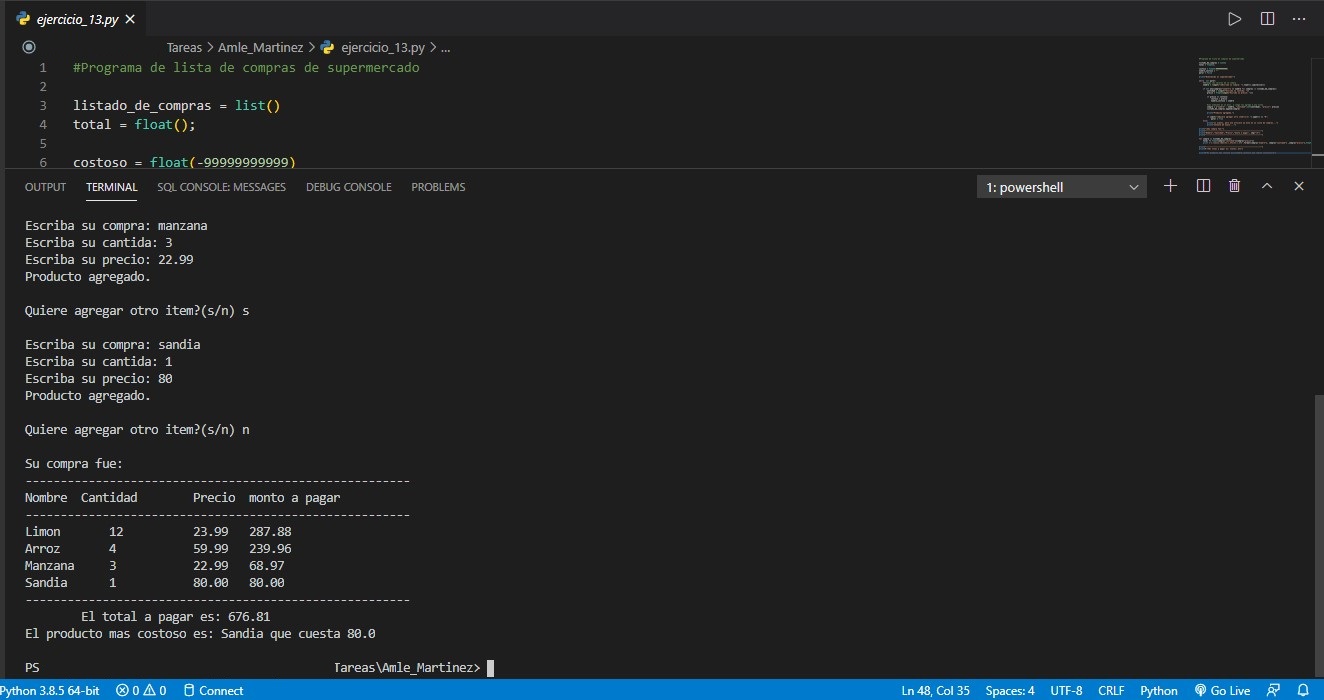 ejercicio_13.py
Tareas > Amle_Martinez > ejercicio_13.py > ...
1 #Programa de lista de compras de supermercado
2
3 listado_de_compras = list()
4 total = float();
5
6 costoso = float(-99999999999)
OUTPUT TERMINAL SQL CONSOLE: MESSAGES DEBUG CONSOLE PROBLEMS 1: powershell
Escriba su compra: manzana
Escriba su cantida: 3
Escriba su precio: 22.99
Producto agregado.
Quiere agregar otro item?(s/n) s
Escriba su compra: sandia
Escriba su cantida: 1
Escriba su precio: 80
Producto agregado.
Quiere agregar otro item?(s/n) n
Su compra fue:
-------------------------------------------------------
Nombre Cantidad Precio monto a pagar
-------------------------------------------------------
Limon 12 23.99 287.88
Arroz 4 59.99 239.96
Manzana 3 22.99 68.97
Sandia 1 80.00 80.00
-------------------------------------------------------
El total a pagar es: 676.81
El producto mas costoso es: Sandia que cuesta 80.0
PS Tareas\Amle_Martinez>
Python 3.8.5 64-bit 0 0 Connect Ln 48, Col 35 Spaces: 4 UTF-8 CRLF Python Go Live